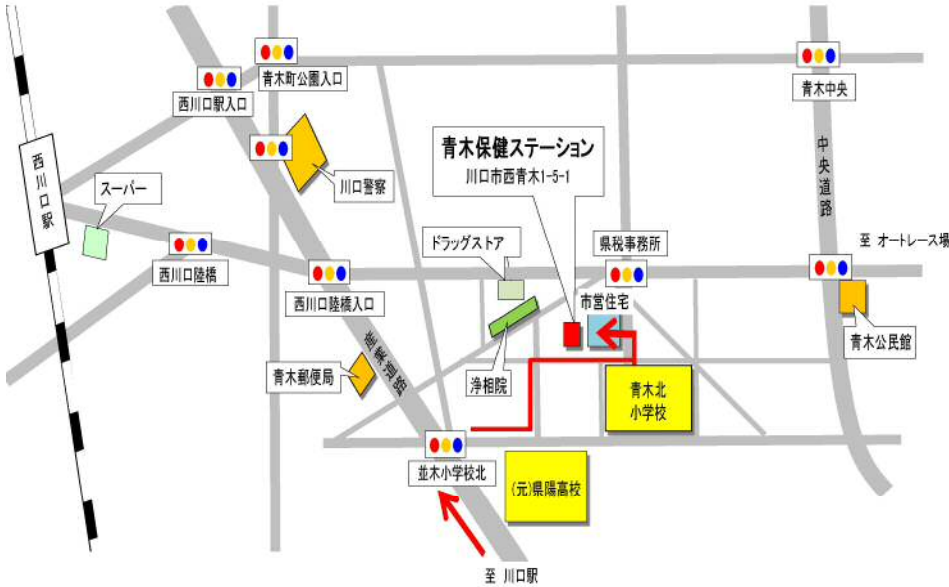 青木町公園入口
西川口駅入口
青木中央
西川口駅
スーパー
川口警察
青木保健ステーション
川口市西青木1-5-1
中央道路
ドラッグストア
県税事務所
至 オートレース場
西川口陸橋
西川口陸橋入口
市営住宅
産業道路
青木公民館
青木郵便局
浄相院
青木北
小学校
並木小学校北
(元)県陽高校
至 川口駅